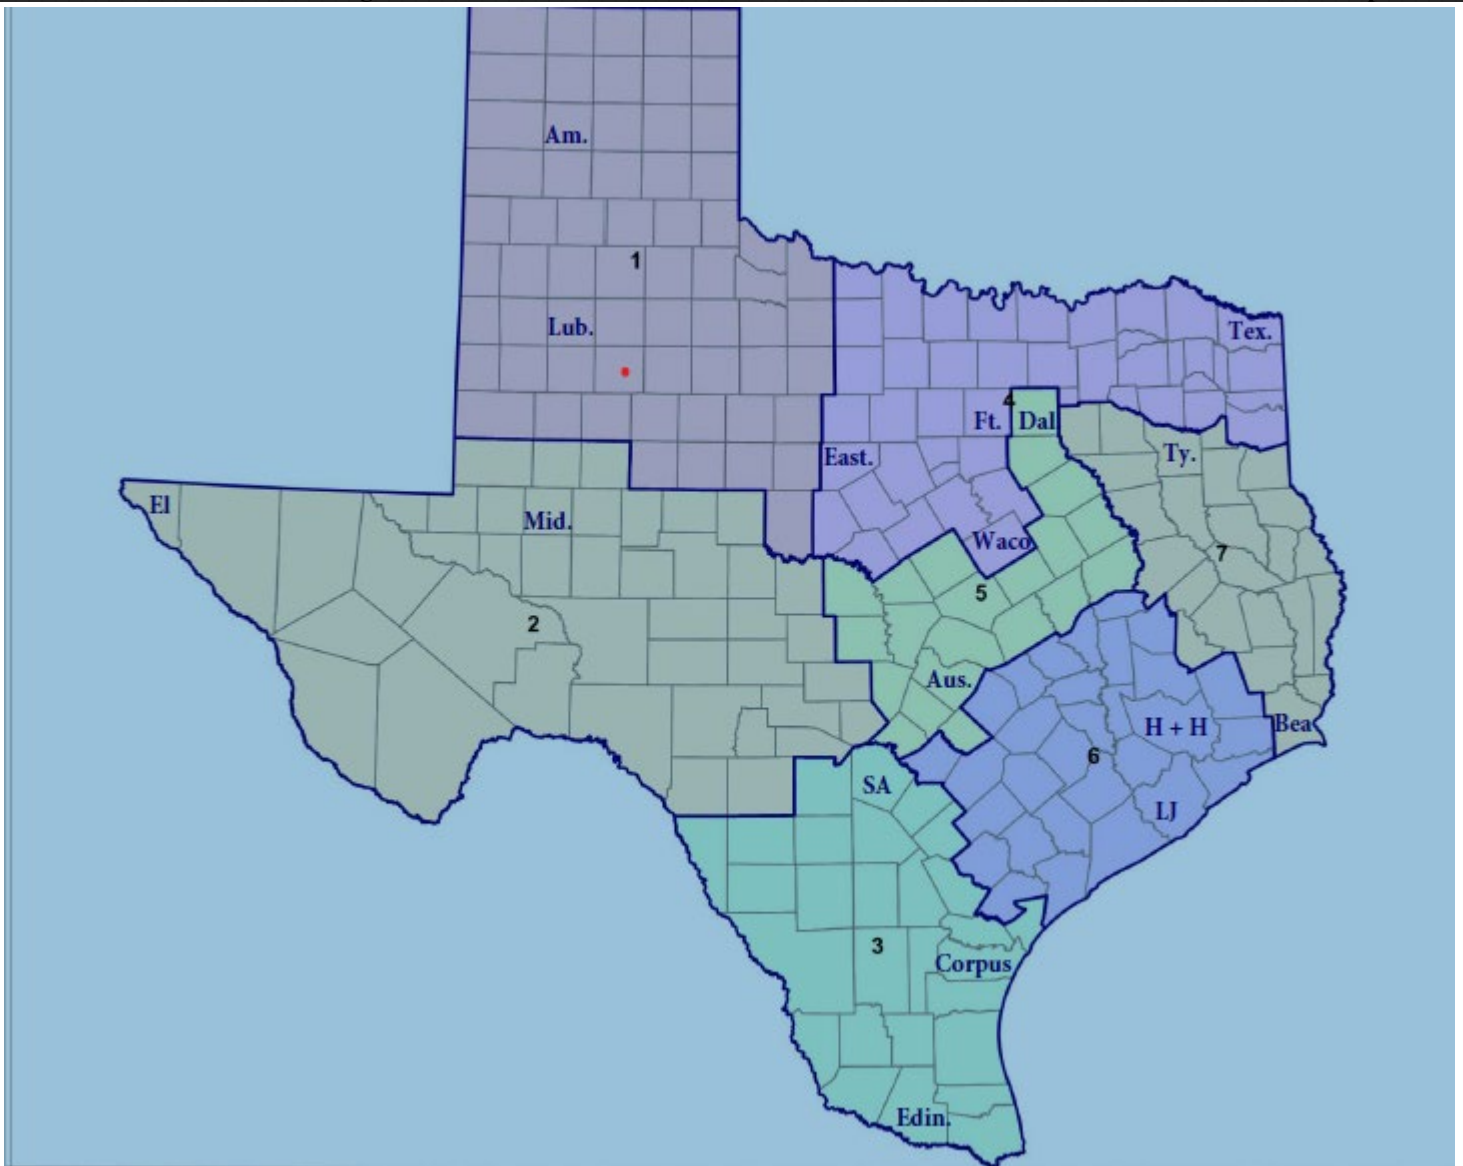 Am.
1
Lub.
Tex.
4
Ft.
Dal
East.
Ty.
El
Mid.
Waco
7
5
2
Aus.
Bea
H + H
6
SA
LJ
3
Corpus
Edin.